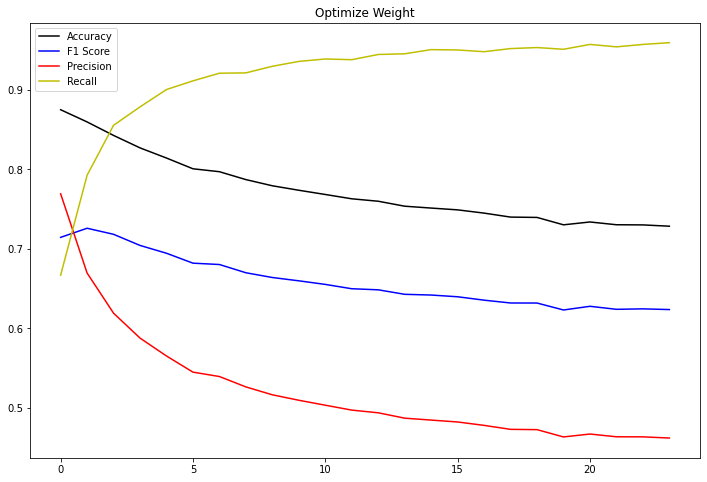 Optimize Weight
Accuracy
F1 Score
Precision
Recall
0.9
0.8
0.7
0.6
0.5
0 5 10 15 20